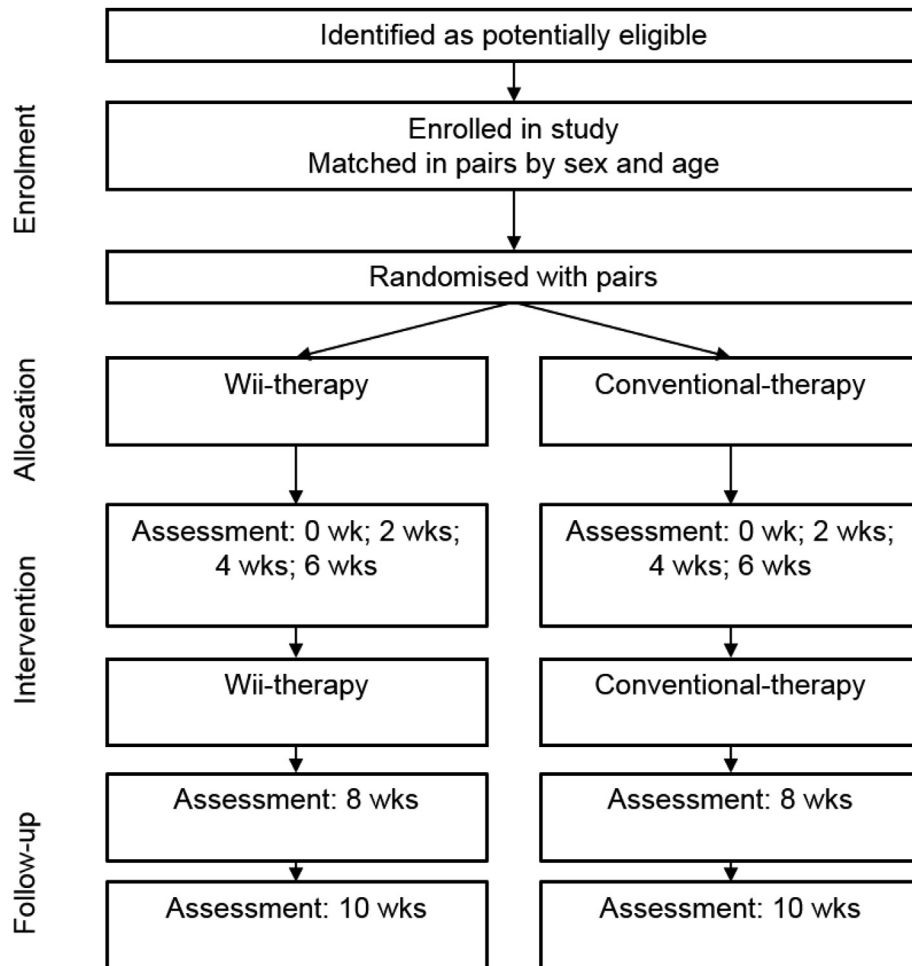 Identified as potentially eligible
Enrolment
Enrolled in study
Matched in pairs by sex and age
Randomised with pairs
Allocation
Wii-therapy
Conventional-therapy
Intervention
Assessment: 0 wk; 2 wks;
4 wks; 6 wks
Assessment: 0 wk; 2 wks;
4 wks; 6 wks
Wii-therapy
Conventional-therapy
Follow-up
Assessment: 8 wks
Assessment: 8 wks
Assessment: 10 wks
Assessment: 10 wks